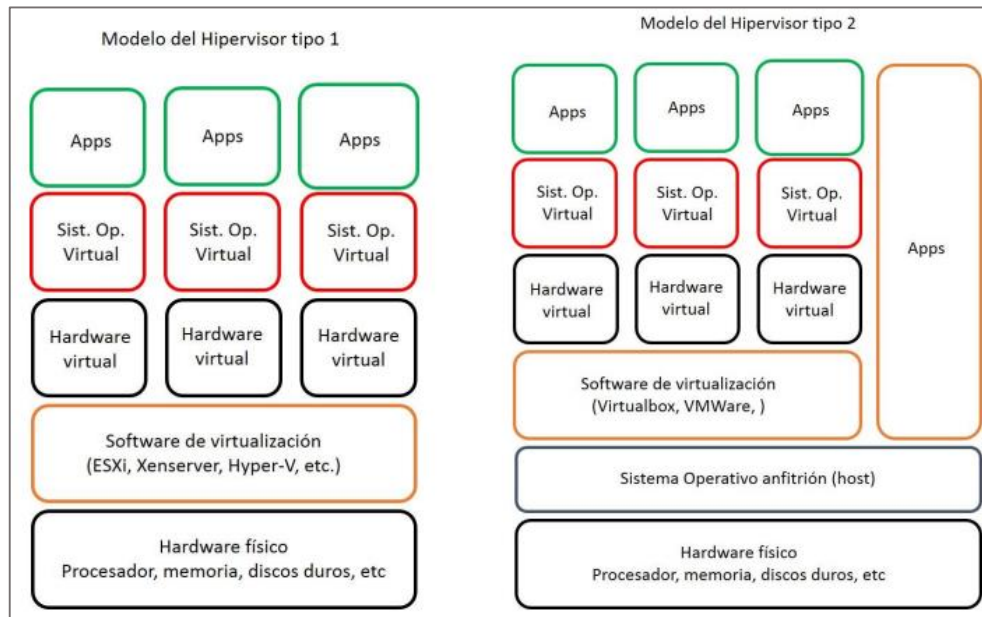 Modelo del Hipervisor tipo 1
Apps
Apps
Apps
Sist. Op.
Virtual
Sist. Op.
Virtual
Sist. Op.
Virtual
Hardware
virtual
Hardware
virtual
Hardware
virtual
Software de virtualización
(ESXi, Xenserver, Hyper-V, etc.)
Hardware físico
Procesador, memoria, discos duros, etc
Modelo del Hipervisor tipo 2
Apps
Apps
Apps
Sist. Op.
Virtual
Sist. Op.
Virtual
Sist. Op.
Virtual
Apps
Hardware
virtual
Hardware
virtual
Hardware
virtual
Software de virtualización
(Virtualbox, VMWare, )
Sistema Operativo anfitrión (host)
Hardware físico
Procesador, memoria, discos duros, etc